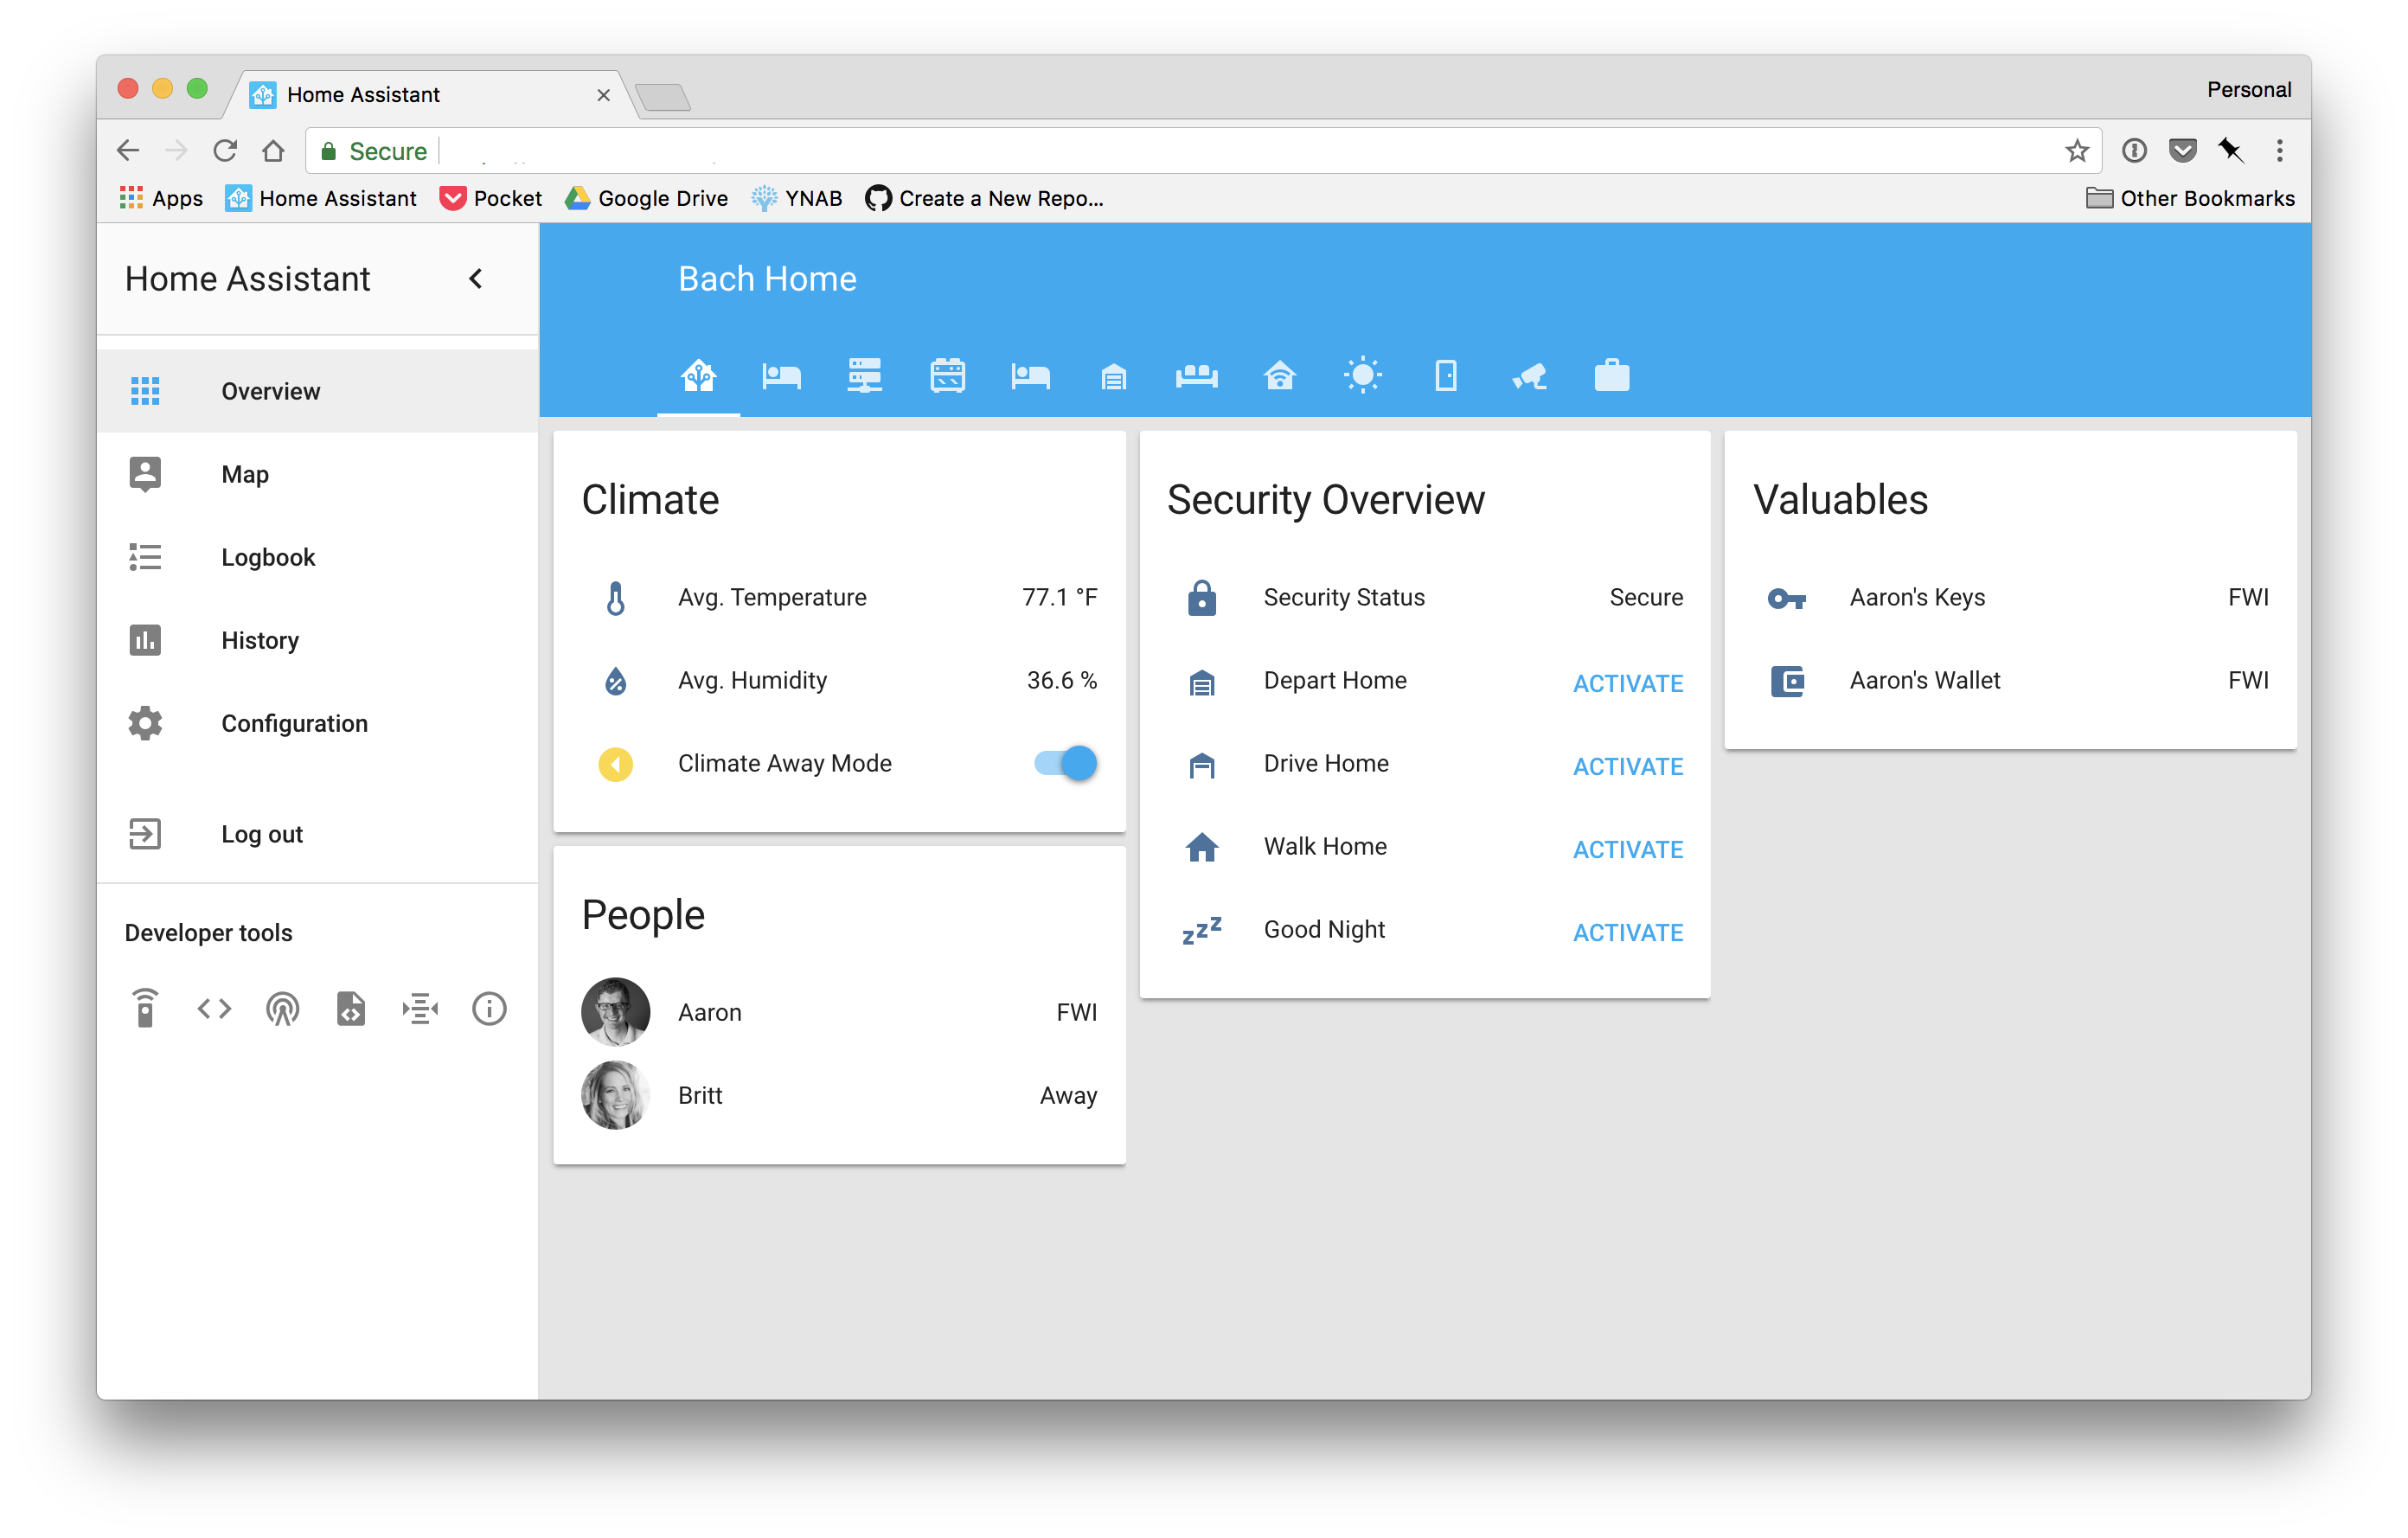 Home Assistant
Personal
Secure
Apps
Home Assistant
Pocket
Google Drive
YNAB
Create a New Repo...
Other Bookmarks
Home Assistant
Overview
Map
Logbook
History
Configuration
Log out
Developer tools
Bach Home
Climate
Avg. Temperature 77.1 °F
Avg. Humidity 36.6 %
Climate Away Mode
People
Aaron FWI
Britt Away
Security Overview
Security Status Secure
Depart Home ACTIVATE
Drive Home ACTIVATE
Walk Home ACTIVATE
Good Night ACTIVATE
Valuables
Aaron's Keys FWI
Aaron's Wallet FWI